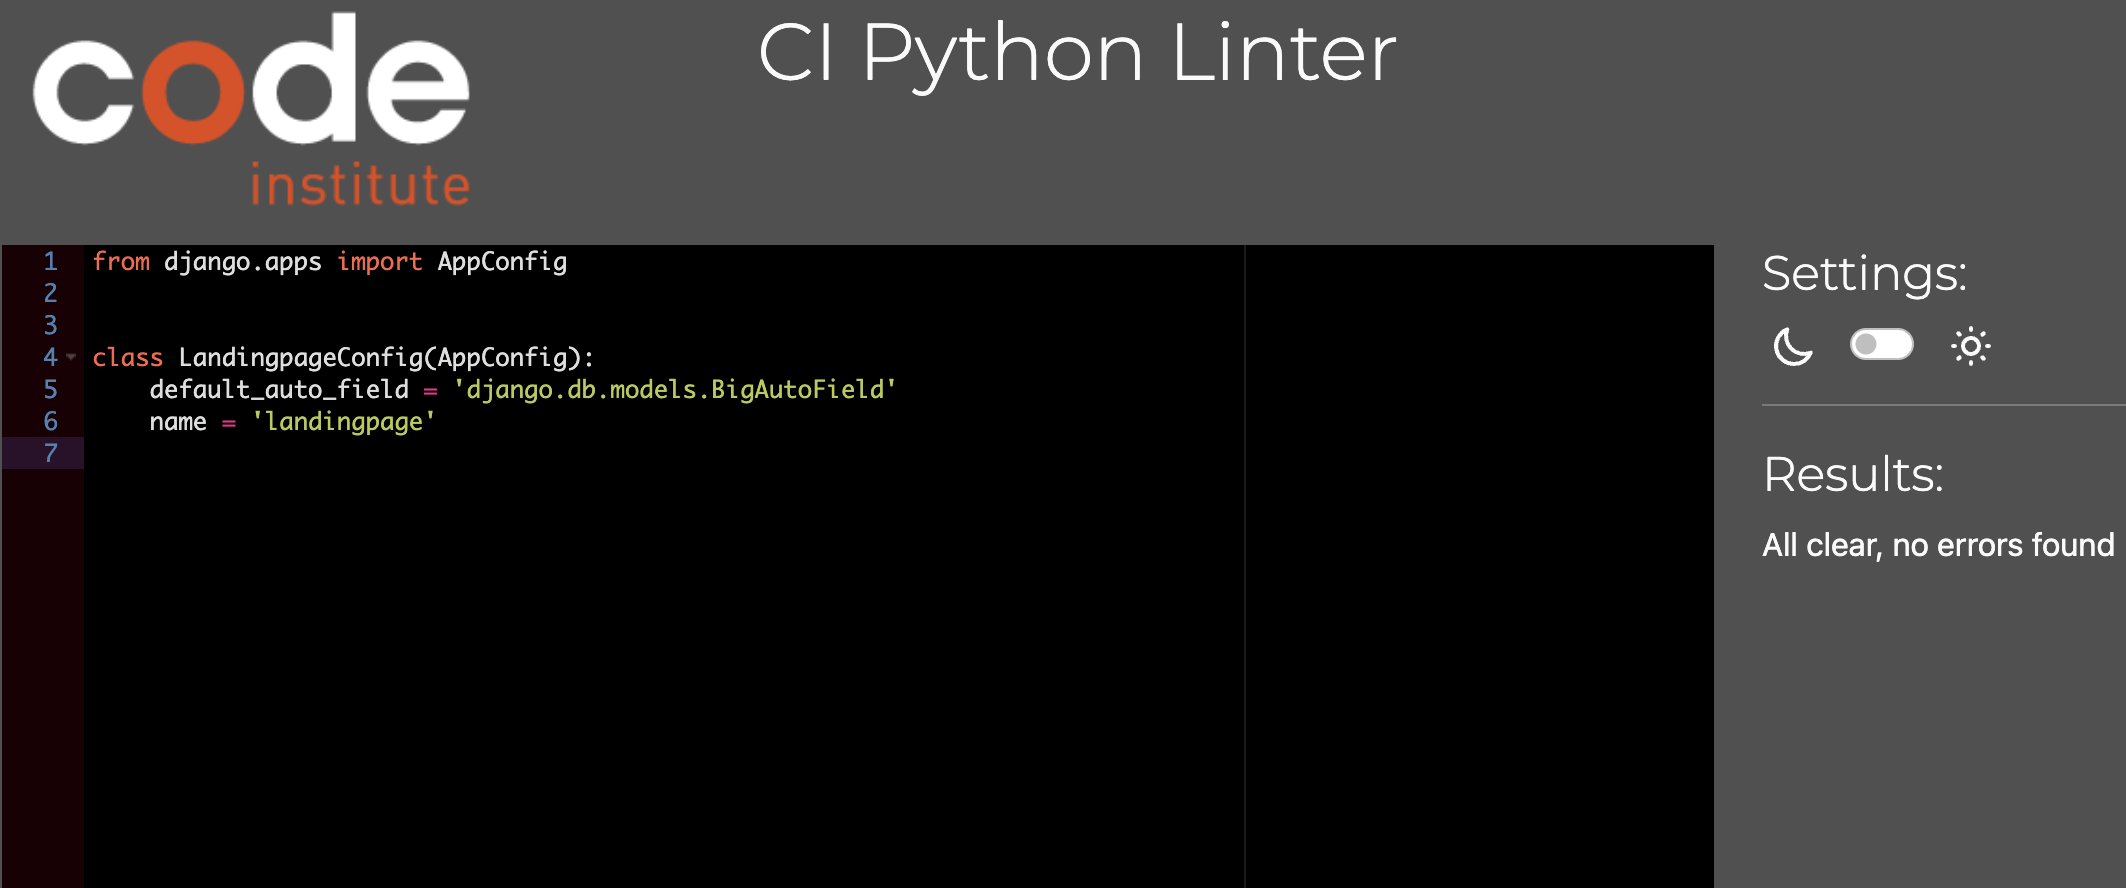 code
institute
CI Python Linter
1 from django.apps import AppConfig
2
3
4 class LandingpageConfig(AppConfig):
5     default_auto_field = 'django.db.models.BigAutoField'
6     name = 'landingpage'
7
Settings:
Results:
All clear, no errors found